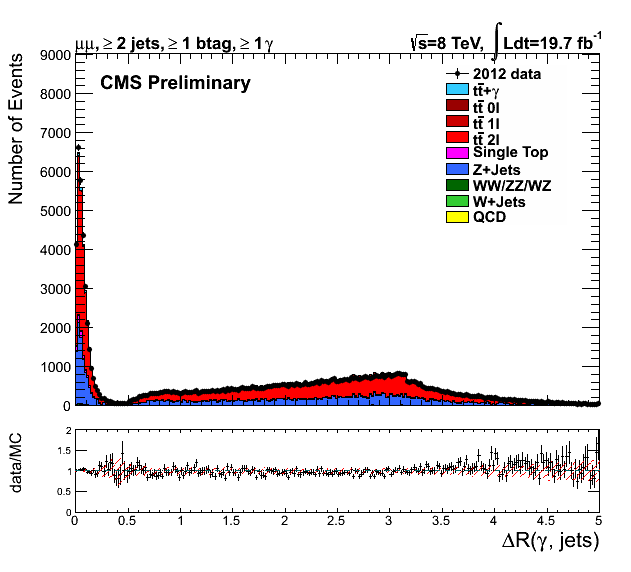 μμ, ≥ 2 jets, ≥ 1 btag, ≥ 1 γ
√s=8 TeV, ∫ Ldt=19.7 fb⁻¹
CMS Preliminary
Number of Events
9000
8000
7000
6000
5000
4000
3000
2000
1000
0
2012 data
tt̄+γ
tt̄ 0l
tt̄ 1l
tt̄ 2l
Single Top
Z+Jets
WW/ZZ/WZ
W+Jets
QCD
data/MC
2
1.5
1
0.5
0
0 0.5 1 1.5 2 2.5 3 3.5 4 4.5 5
ΔR(γ, jets)